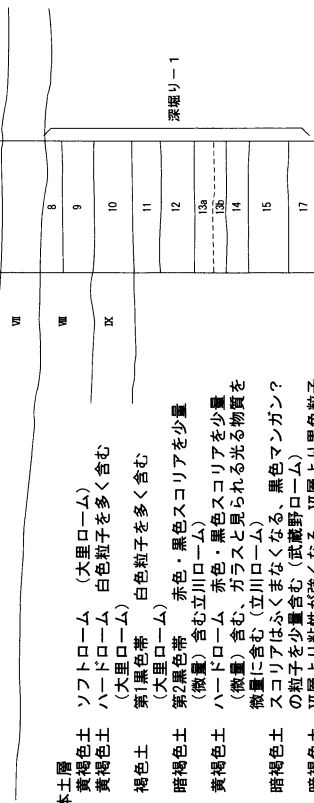 本土層
黄褐色土 ソフトローム (大里ローム)
黄褐色土 ハードローム 白色粒子を多く含む
(大里ローム)
褐色土 第1黒色帯 白色粒子を多く含む
(大里ローム)
暗褐色土 第2黒色帯 赤色・黒色スコリアを少量
(微量)含む立川ローム)
黄褐色土 ハードローム 赤色・黒色スコリアを少量
(微量)含む、ガラスと見られる光る物質を
微量に含む(立川ローム)
暗褐色土 スコリアはふくまなくなる、黒色マンガン?
の粒子を少量含む(武蔵野ローム)
Ⅶ
Ⅷ
Ⅸ
8
9
10
11
12
13a
13b
14
15
17
深堀り-1